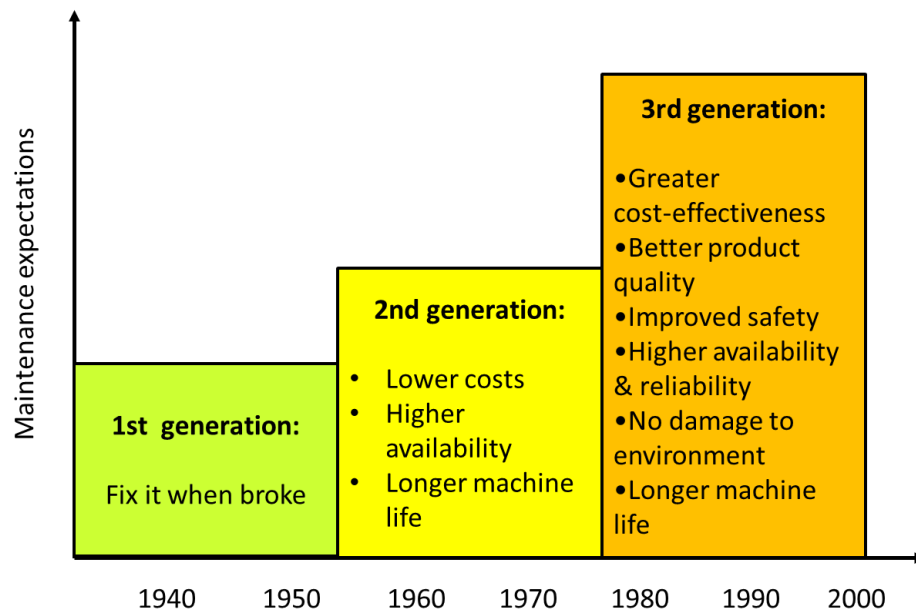 Maintenance expectations
1st generation:
Fix it when broke
2nd generation:
• Lower costs
• Higher
availability
• Longer machine
life
3rd generation:
•Greater
cost-effectiveness
•Better product
quality
•Improved safety
•Higher availability
& reliability
•No damage to
environment
•Longer machine
life
1940 1950 1960 1970 1980 1990 2000